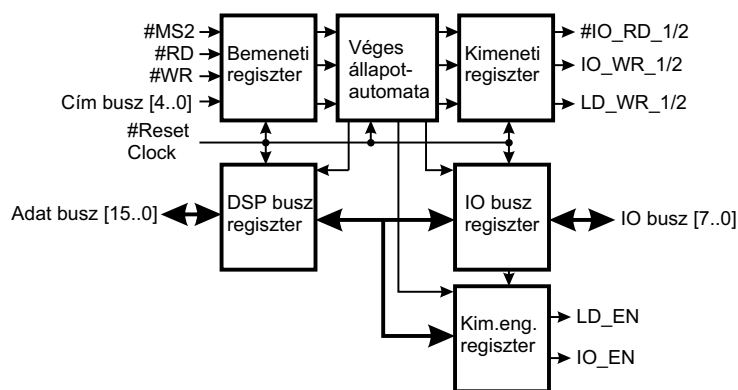 #MS2
#RD
#WR
Cím busz [4..0]
Bemeneti
regiszter
Véges
állapot-
automata
Kimeneti
regiszter
#IO_RD_1/2
IO_WR_1/2
LD_WR_1/2
#Reset
Clock
Adat busz [15..0]
DSP busz
regiszter
IO busz
regiszter
IO busz [7..0]
Kim.eng.
regiszter
LD_EN
IO_EN